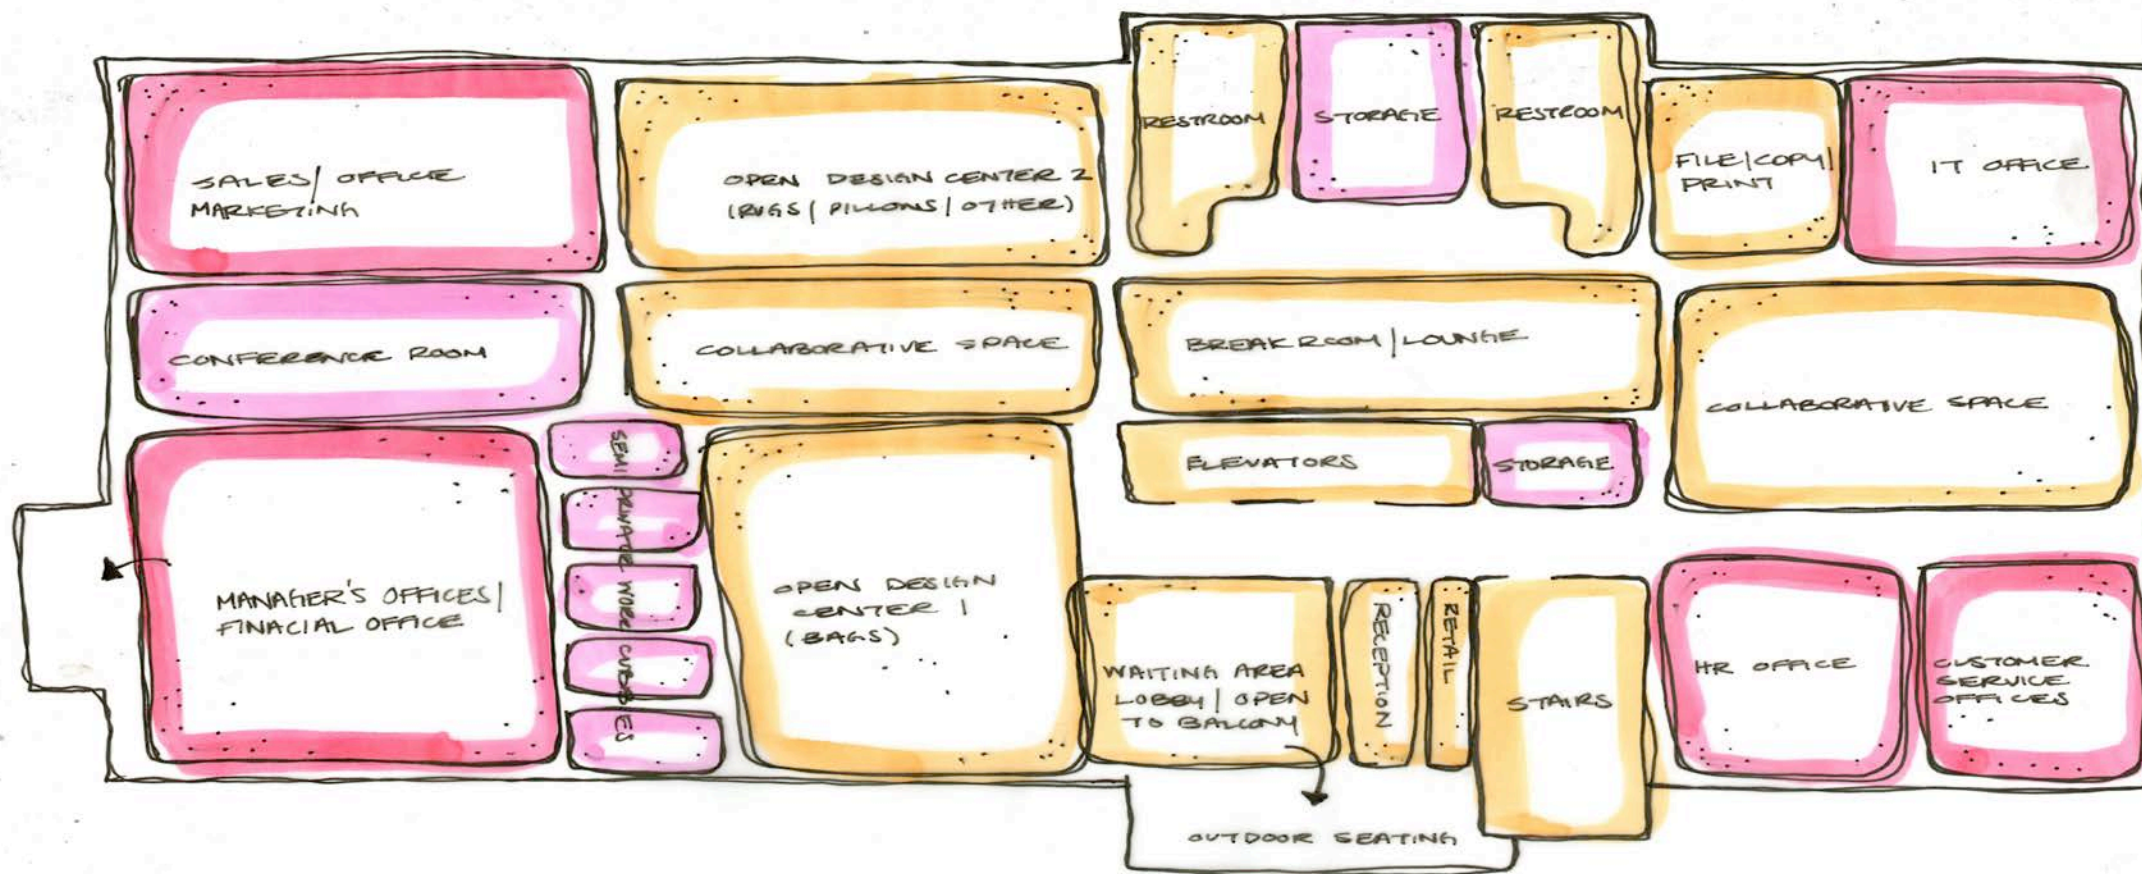 RESTROOM
STORAGE
RESTROOM
SALES/OFFICE
MARKETING
OPEN DESIGN CENTER 2
(RUGS/PILLOWS/OTHER)
FILE/COPY/
PRINT
IT OFFICE
CONFERENCE ROOM
COLLABORATIVE SPACE
BREAK ROOM/LOUNGE
COLLABORATIVE SPACE
ELEVATORS
STORAGE
MANAGER'S OFFICES/
FINACIAL OFFICE
SEMI PRIVATE WORK CUBBIES
OPEN DESIGN
CENTER 1
(BAGS)
WAITING AREA
LOBBY/OPEN
TO BALCONY
RECEPTION
RETAIL
STAIRS
HR OFFICE
CUSTOMER
SERVICE
OFFICES
OUTDOOR SEATING